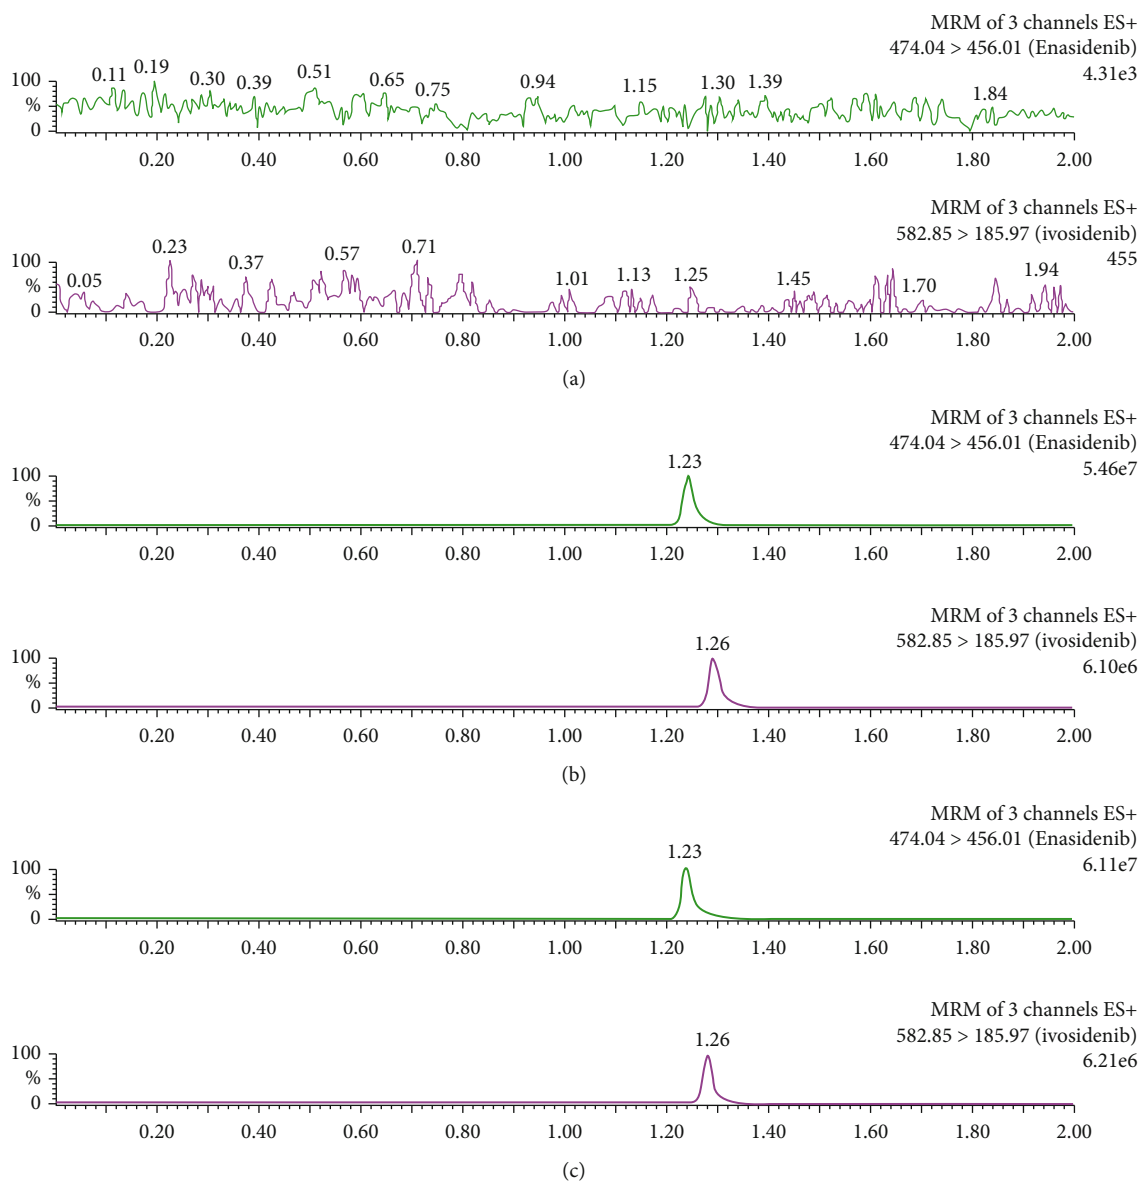 MRM of 3 channels ES+
474.04 > 456.01 (Enasidenib)
4.31e3
0.11 0.19 0.30 0.39 0.51 0.65 0.75 0.94 1.15 1.30 1.39 1.84
100
%
0
0.20 0.40 0.60 0.80 1.00 1.20 1.40 1.60 1.80 2.00
MRM of 3 channels ES+
582.85 > 185.97 (ivosidenib)
455
0.05 0.23 0.37 0.57 0.71 1.01 1.13 1.25 1.45 1.70 1.94
100
%
0
0.20 0.40 0.60 0.80 1.00 1.20 1.40 1.60 1.80 2.00
(a)
MRM of 3 channels ES+
474.04 > 456.01 (Enasidenib)
5.46e7
1.23
100
%
0
0.20 0.40 0.60 0.80 1.00 1.20 1.40 1.60 1.80 2.00
MRM of 3 channels ES+
582.85 > 185.97 (ivosidenib)
6.10e6
1.26
100
%
0
0.20 0.40 0.60 0.80 1.00 1.20 1.40 1.60 1.80 2.00
(b)
MRM of 3 channels ES+
474.04 > 456.01 (Enasidenib)
6.11e7
1.23
100
%
0
0.20 0.40 0.60 0.80 1.00 1.20 1.40 1.60 1.80 2.00
MRM of 3 channels ES+
582.85 > 185.97 (ivosidenib)
6.21e6
1.26
100
%
0
0.20 0.40 0.60 0.80 1.00 1.20 1.40 1.60 1.80 2.00
(c)